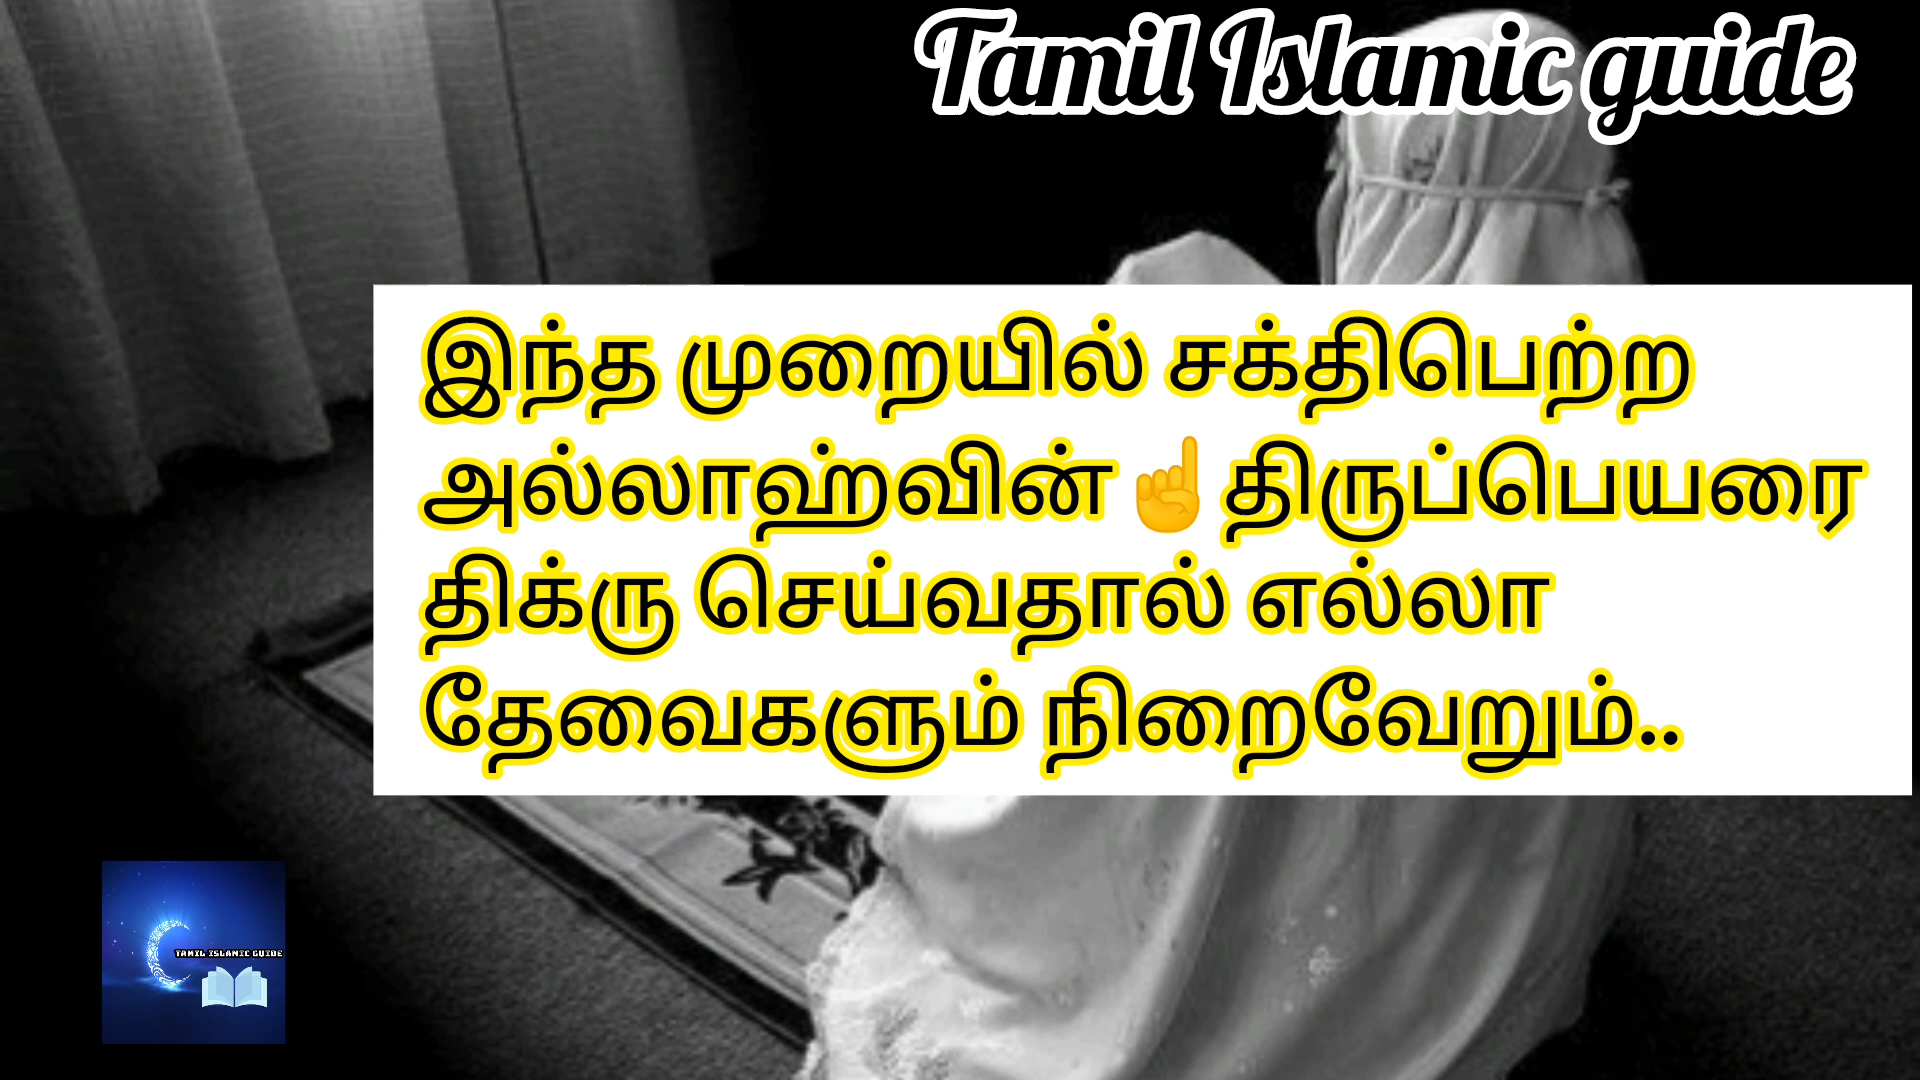 Tamil Islamic guide
இந்த முறையில் சக்திபெற்ற
அல்லாஹ்வின்☝திருப்பெயரை
திக்ரு செய்வதால் எல்லா
தேவைகளும் நிறைவேறும்..
TAMIL ISLAMIC GUIDE